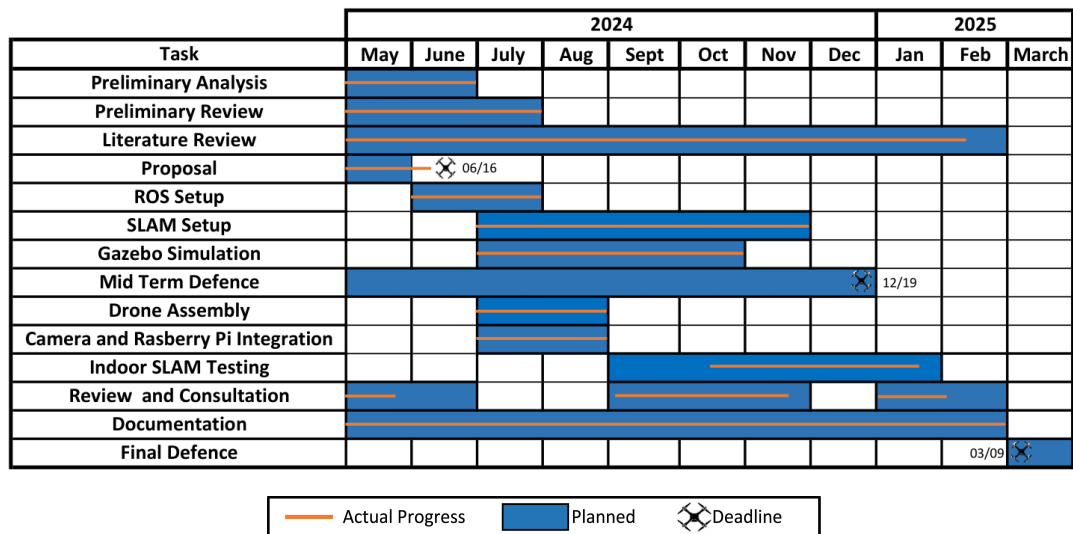 2024 2025
Task May June July Aug Sept Oct Nov Dec Jan Feb March
Preliminary Analysis
Preliminary Review
Literature Review
Proposal 06/16
ROS Setup
SLAM Setup
Gazebo Simulation
Mid Term Defence 12/19
Drone Assembly
Camera and Rasberry Pi Integration
Indoor SLAM Testing
Review and Consultation
Documentation
Final Defence 03/09
Actual Progress Planned Deadline